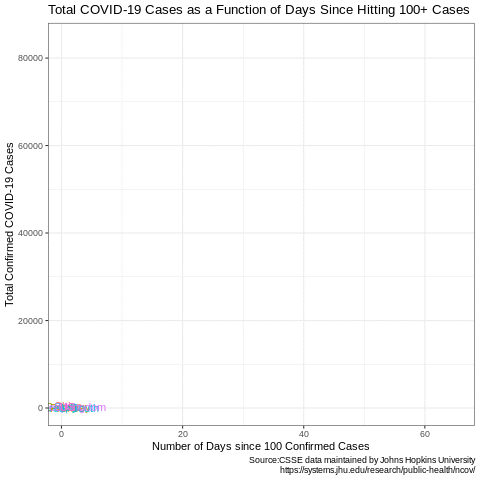 Total COVID-19 Cases as a Function of Days Since Hitting 100+ Cases
80000
60000
40000
20000
0
Total Confirmed COVID-19 Cases
0 20 40 60
Number of Days since 100 Confirmed Cases
Source:CSSE data maintained by Johns Hopkins University
https://systems.jhu.edu/research/public-health/ncov/